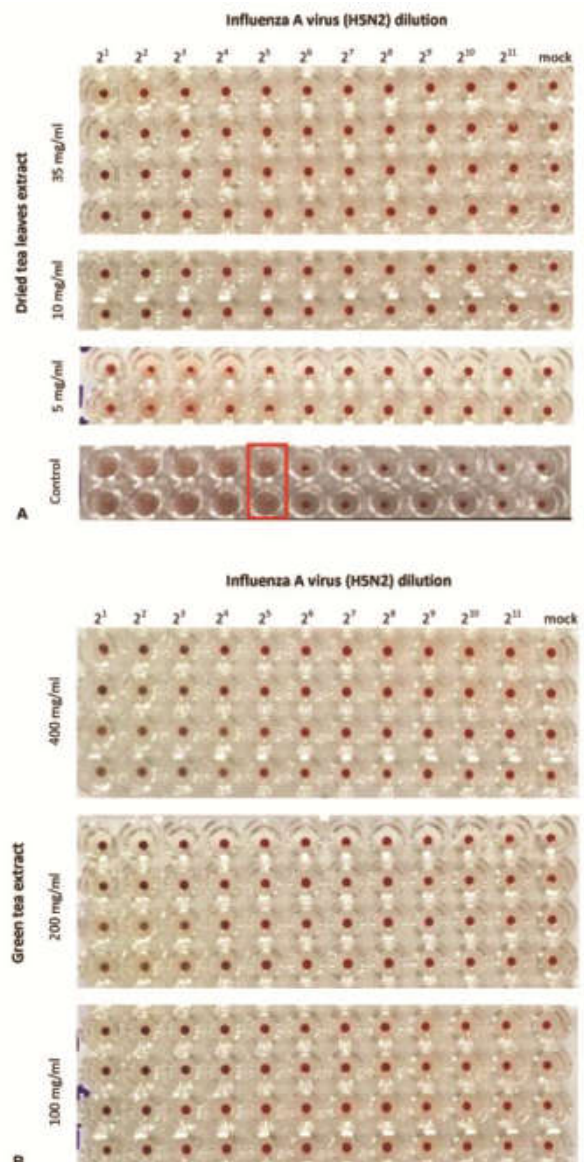 Influenza A virus (H5N2) dilution
2¹ 2² 2³ 2⁴ 2⁵ 2⁶ 2⁷ 2⁸ 2⁹ 2¹⁰ 2¹¹ mock
Dried tea leaves extract
35 mg/ml
10 mg/ml
5 mg/ml
Control
A
Influenza A virus (H5N2) dilution
2¹ 2² 2³ 2⁴ 2⁵ 2⁶ 2⁷ 2⁸ 2⁹ 2¹⁰ 2¹¹ mock
Green tea extract
400 mg/ml
200 mg/ml
100 mg/ml
B